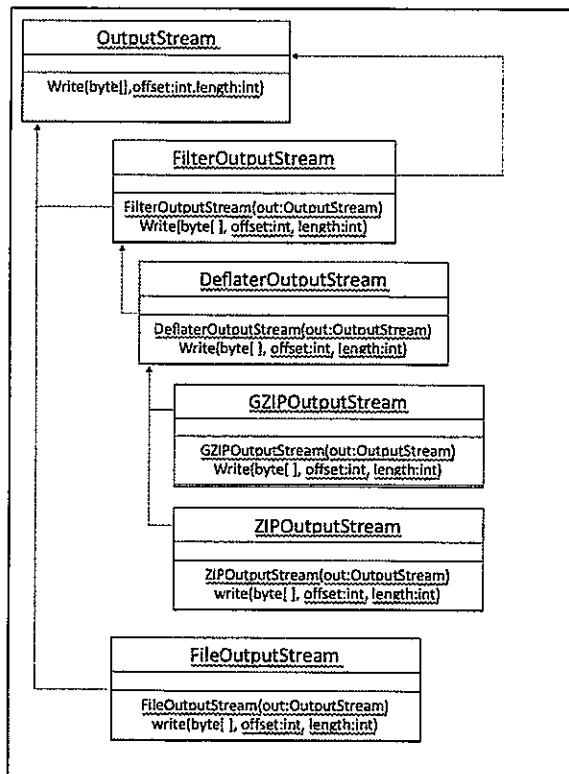 OutputStream
Write(byte[],offset:int.length:int)
FilterOutputStream
FilterOutputStream(out:OutputStream)
Write(byte[ ], offset:int, length:int)
DeflaterOutputStream
DeflaterOutputStream(out:OutputStream)
Write(byte[ ], offset:int, length:int)
GZIPOutputStream
GZIPOutputStream(out:OutputStream)
Write(byte[ ], offset:int, length:int)
ZIPOutputStream
ZIPOutputStream(out:OutputStream)
write(byte[ ], offset:int, length:int)
FileOutputStream
FileOutputStream(out:OutputStream)
write(byte[ ], offset:int, length:int)